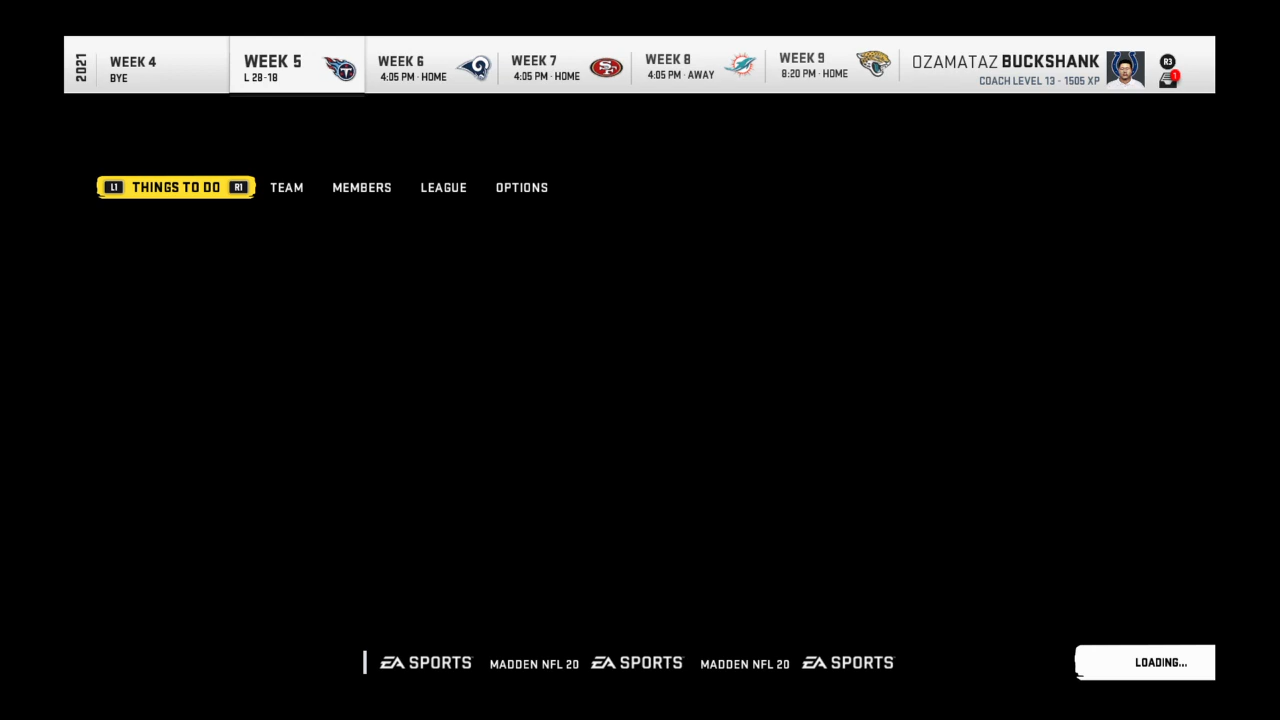 2021
WEEK 4
BYE
WEEK 5
L 28-18
WEEK 6
4:05 PM · HOME
WEEK 7
4:05 PM · HOME
WEEK 8
4:05 PM · AWAY
WEEK 9
8:20 PM · HOME
OZAMATAZ BUCKSHANK
COACH LEVEL 13 - 1505 XP
R3
1
L1 THINGS TO DO R1 TEAM MEMBERS LEAGUE OPTIONS
EA SPORTS MADDEN NFL 20 EA SPORTS MADDEN NFL 20 EA SPORTS
LOADING...